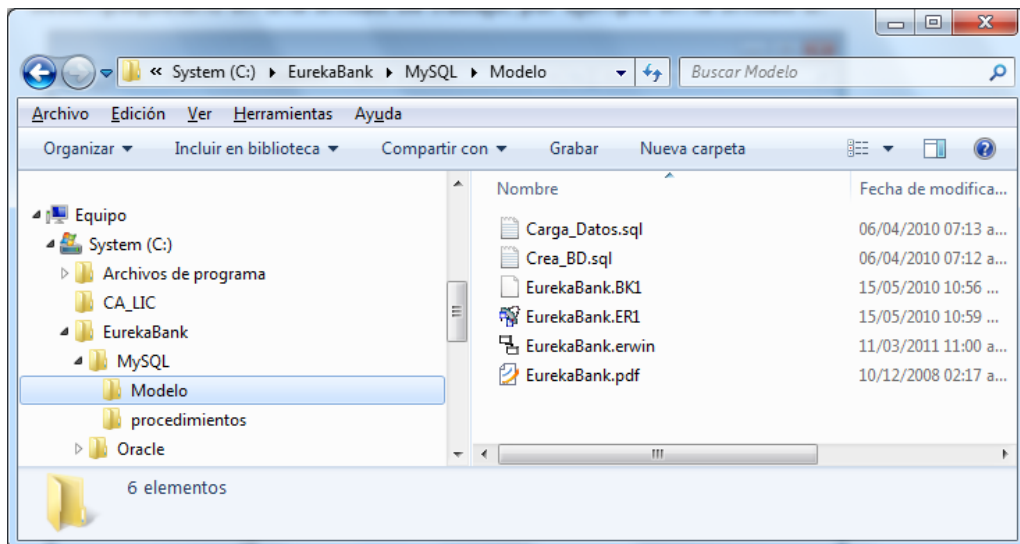 « System (C:) ▸ EurekaBank ▸ MySQL ▸ Modelo
Buscar Modelo
Archivo Edición Ver Herramientas Ayuda
Organizar Incluir en biblioteca Compartir con Grabar Nueva carpeta
Equipo
System (C:)
Archivos de programa
CA_LIC
EurekaBank
MySQL
Modelo
procedimientos
Oracle
Nombre Fecha de modifica...
Carga_Datos.sql 06/04/2010 07:13 a...
Crea_BD.sql 06/04/2010 07:12 a...
EurekaBank.BK1 15/05/2010 10:56 ...
EurekaBank.ER1 15/05/2010 10:59 ...
EurekaBank.erwin 11/03/2011 11:00 a...
EurekaBank.pdf 10/12/2008 02:17 a...
6 elementos